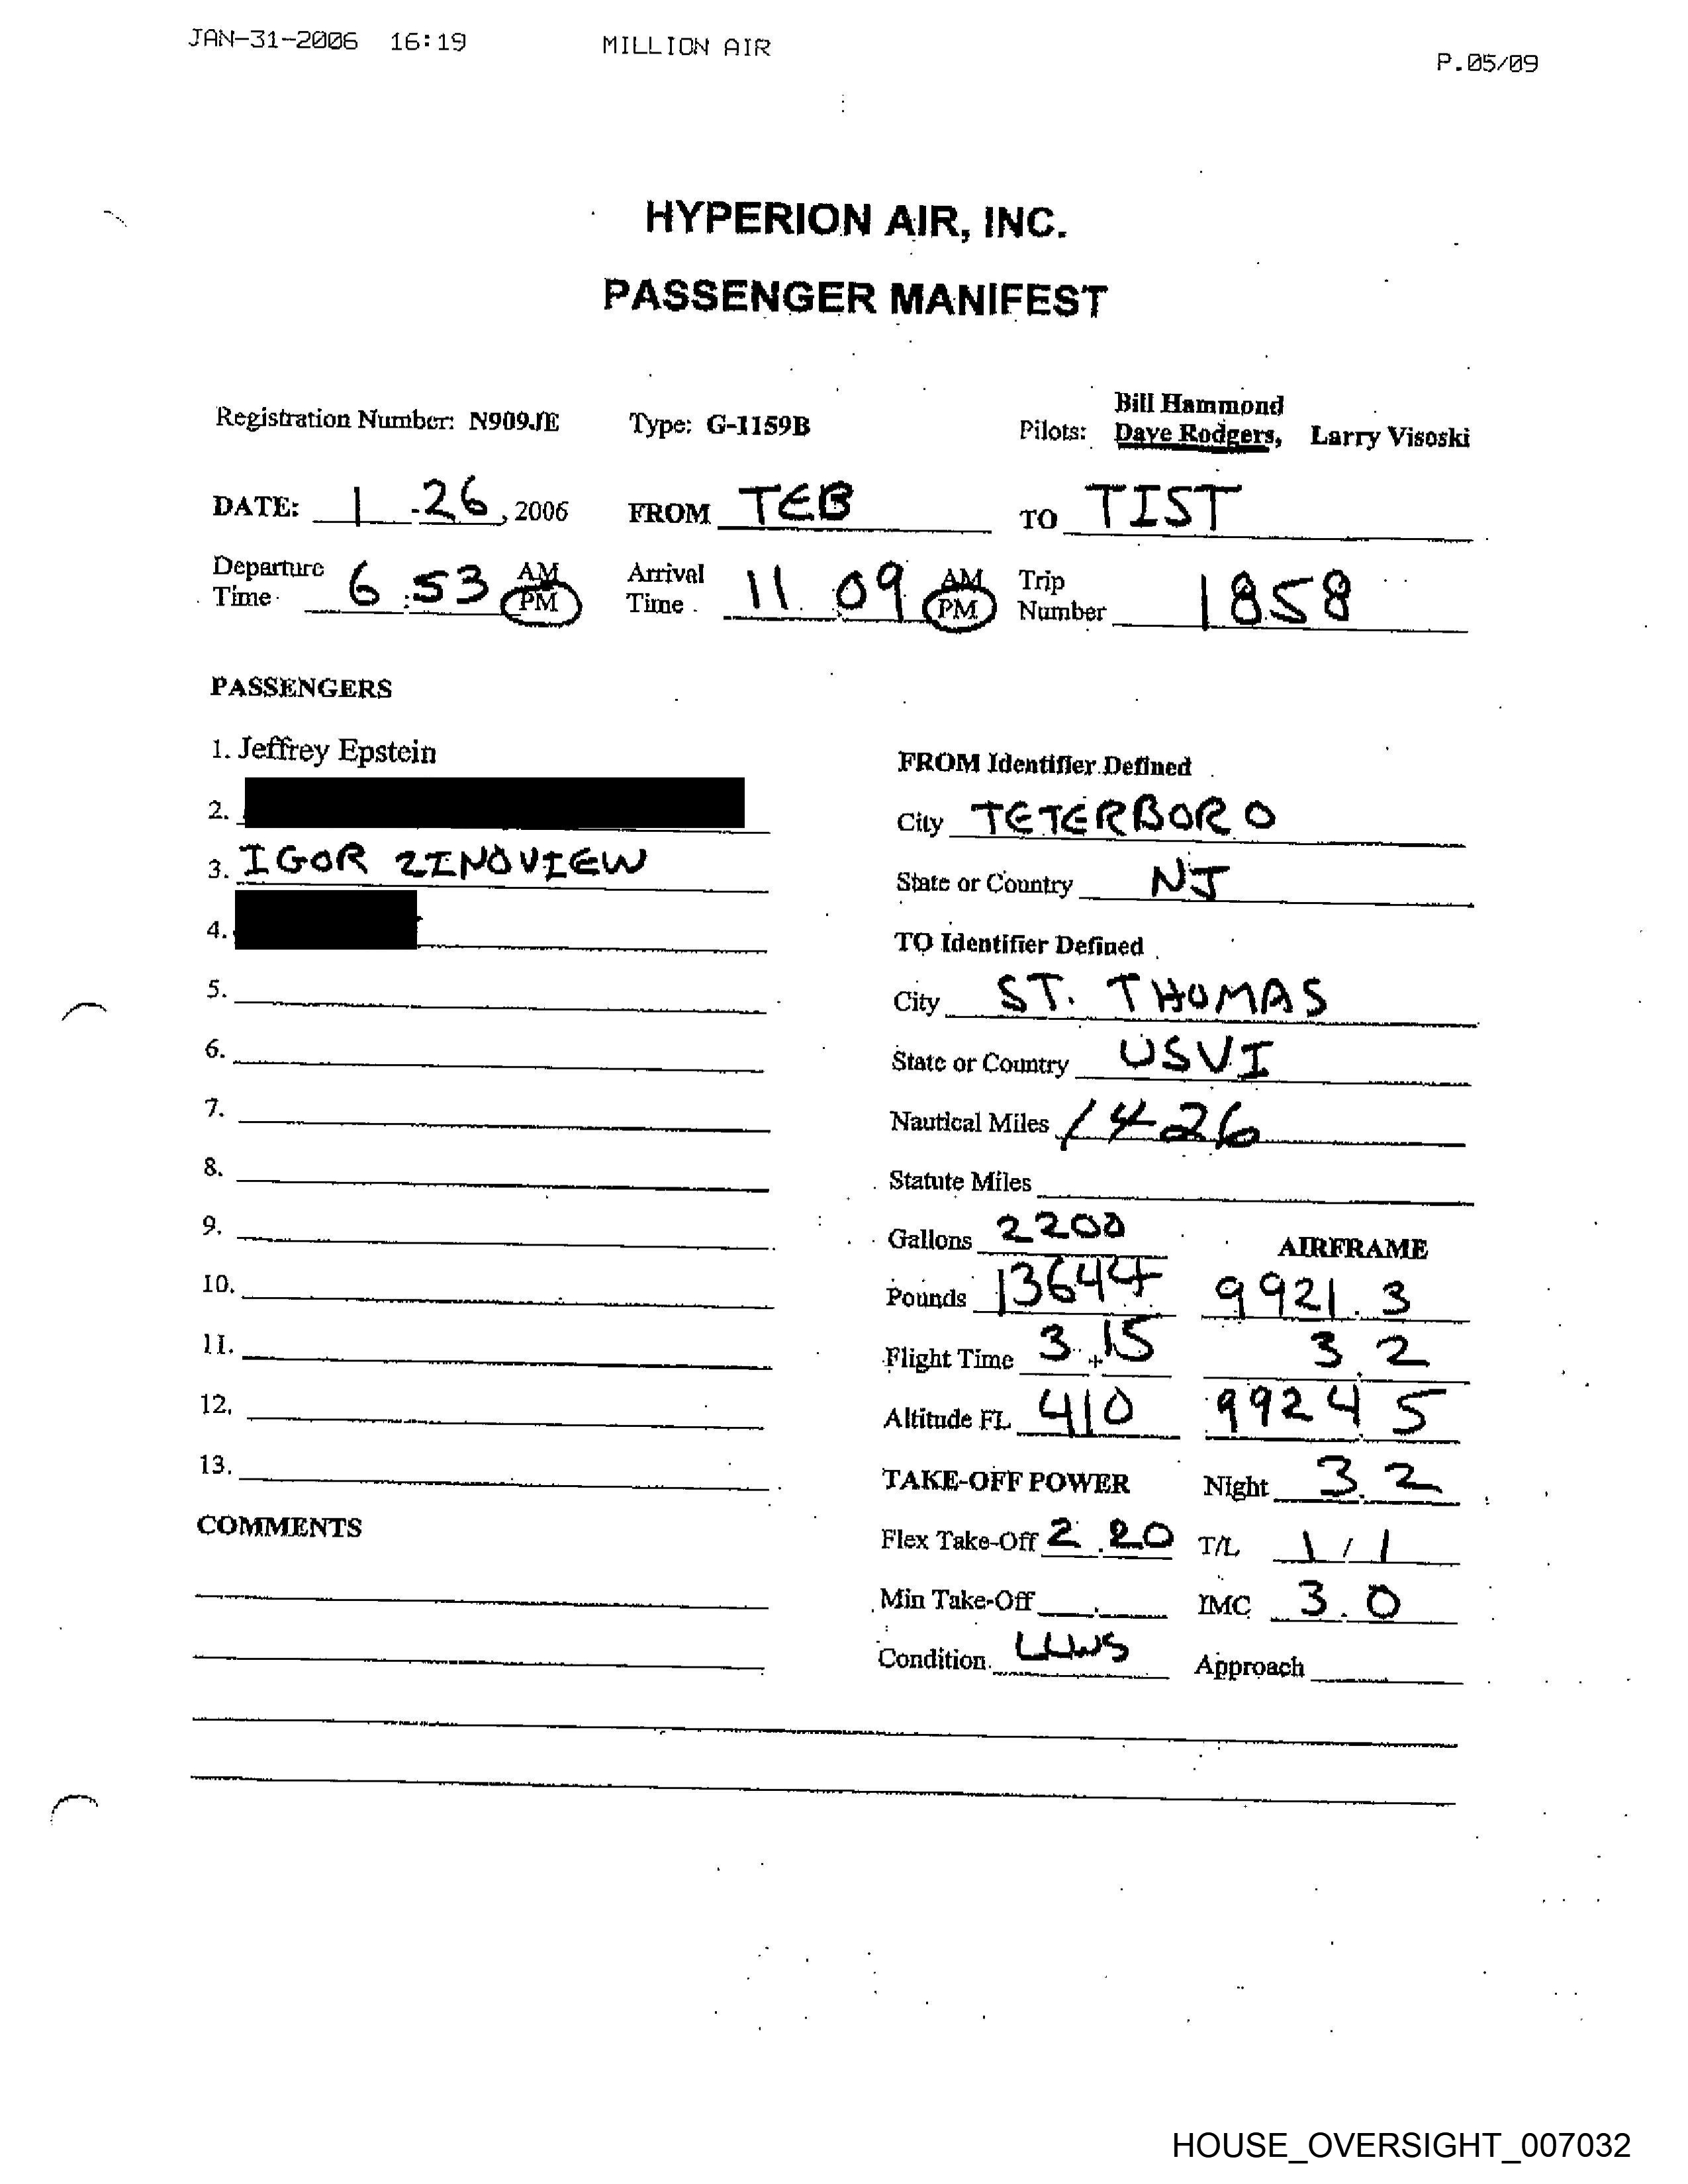 JAN-31-2006 16:19 MILLION AIR P.05/09
HYPERION AIR, INC.
PASSENGER MANIFEST
Bill Hammond
Registration Number: N909JE Type: G-1159B Pilots: Dave Rodgers, Larry Visoski
DATE: 1 - 26, 2006 FROM TEB TO TIST
Departure Time 6:53 AM PM Arrival Time 11:09 AM PM Trip Number 1858
PASSENGERS
1. Jeffrey Epstein
2.
3. IGOR ZINOVIEW
4.
5.
6.
7.
8.
9.
10.
11.
12.
13.
COMMENTS
FROM Identifier Defined
City TETERBORO
State or Country NJ
TO Identifier Defined
City ST. THOMAS
State or Country USVI
Nautical Miles 1426
Statute Miles
Gallons 2200 AIRFRAME
Pounds 13644 9921.3
Flight Time 3+15 3.2
Altitude FL 410 9924.5
TAKE-OFF POWER Night 3.2
Flex Take-Off 2.20 T/L 1/1
Min Take-Off . IMC 3.0
Condition LLWS Approach
HOUSE_OVERSIGHT_007032